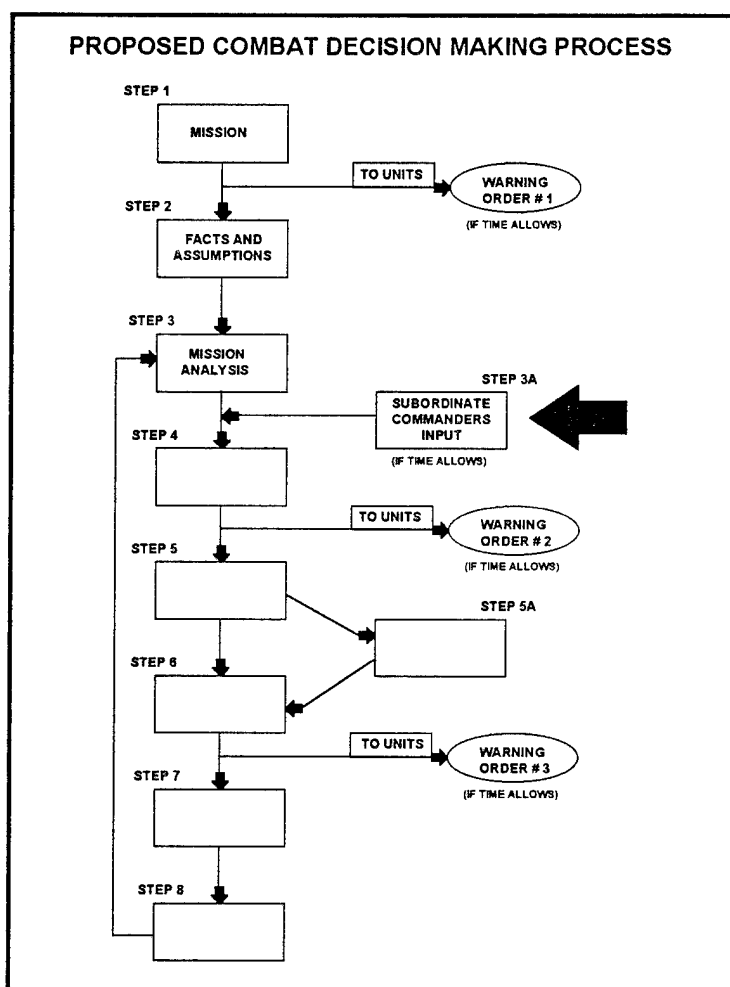 PROPOSED COMBAT DECISION MAKING PROCESS
STEP 1
MISSION
TO UNITS
WARNING
ORDER # 1
(IF TIME ALLOWS)
STEP 2
FACTS AND
ASSUMPTIONS
STEP 3
MISSION
ANALYSIS
STEP 3A
SUBORDINATE
COMMANDERS
INPUT
(IF TIME ALLOWS)
STEP 4
TO UNITS
WARNING
ORDER # 2
(IF TIME ALLOWS)
STEP 5
STEP 5A
STEP 6
TO UNITS
WARNING
ORDER # 3
(IF TIME ALLOWS)
STEP 7
STEP 8